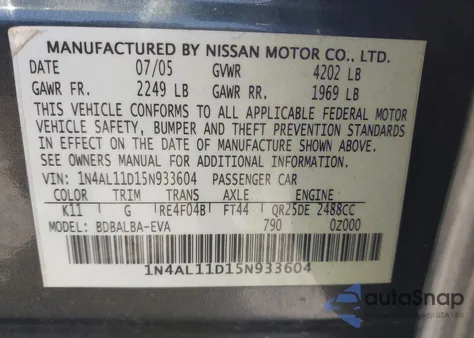 MANUFACTURED BY NISSAN MOTOR CO., LTD.
DATE 07/05 GVWR 4202 LB
GAWR FR. 2249 LB GAWR RR. 1969 LB
THIS VEHICLE CONFORMS TO ALL APPLICABLE FEDERAL MOTOR
VEHICLE SAFETY, BUMPER AND THEFT PREVENTION STANDARDS
IN EFFECT ON THE DATE OF MANUFACTURE SHOWN ABOVE.
SEE OWNERS MANUAL FOR ADDITIONAL INFORMATION
VIN: 1N4AL11D15N933604 PASSENGER CAR
COLOR TRIM TRANS AXLE ENGINE
K11 G RE4F04B FT44 QR25DE 2488CC
MODEL: BDBALBA-EVA 790 0Z000
1N4AL11D15N933604
autoSnap
USA - EU